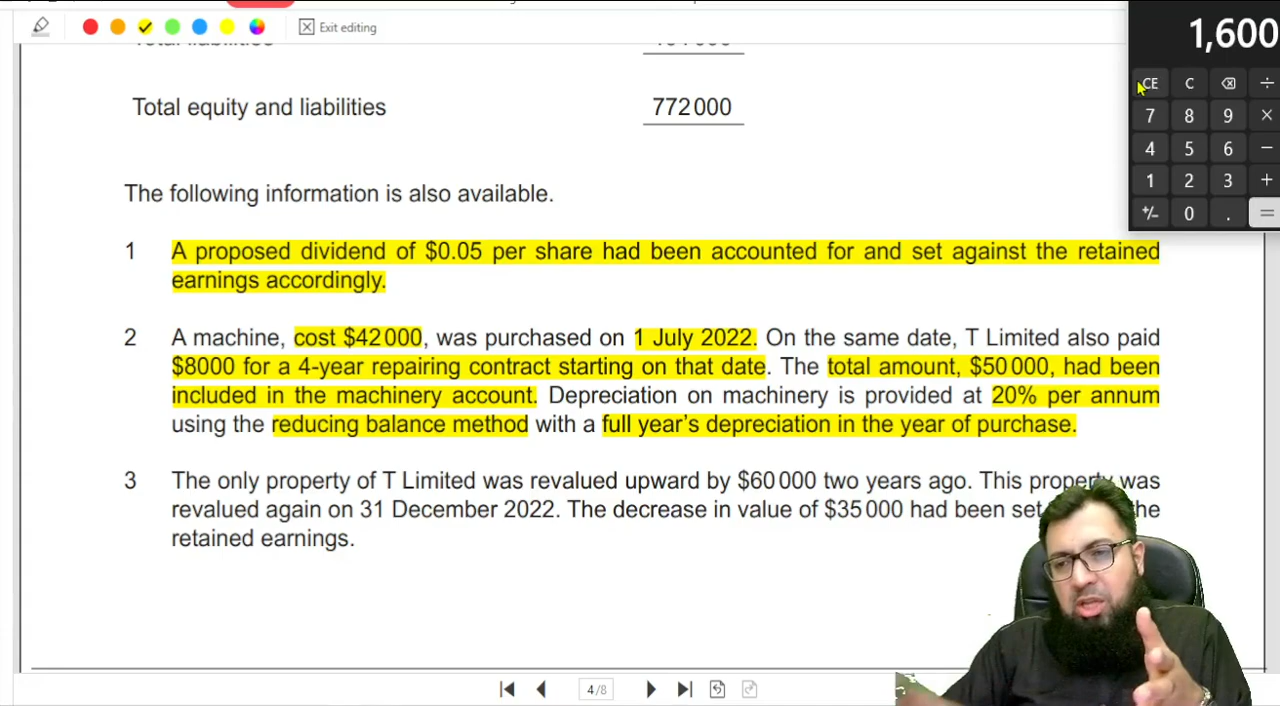 Exit editing
1,600
Total liabilities
Total equity and liabilities 772 000
CE C ÷
7 8 9 ×
4 5 6 −
1 2 3 +
+/− 0 . =
The following information is also available.
1 A proposed dividend of $0.05 per share had been accounted for and set against the retained
earnings accordingly.
2 A machine, cost $42 000, was purchased on 1 July 2022. On the same date, T Limited also paid
$8000 for a 4-year repairing contract starting on that date. The total amount, $50 000, had been
included in the machinery account. Depreciation on machinery is provided at 20% per annum
using the reducing balance method with a full year's depreciation in the year of purchase.
3 The only property of T Limited was revalued upward by $60 000 two years ago. This property was
revalued again on 31 December 2022. The decrease in value of $35 000 had been set
retained earnings.
4/8